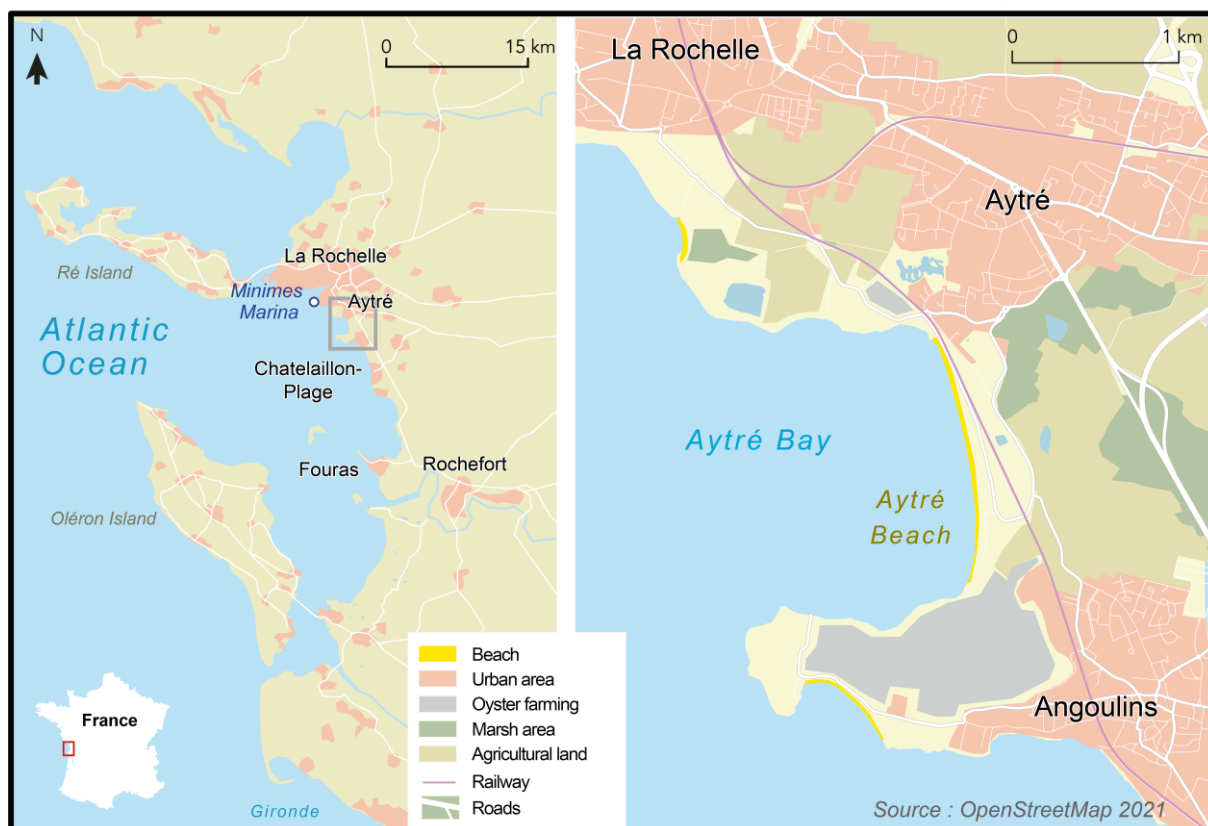 N
0 15 km
La Rochelle
Ré Island
Minimes
Marina
Aytré
Atlantic
Ocean
Chatelaillon-
Plage
Fouras
Rochefort
Oléron Island
France
Gironde
Beach
Urban area
Oyster farming
Marsh area
Agricultural land
Railway
Roads
0 1 km
La Rochelle
Aytré
Aytré Bay
Aytré
Beach
Angoulins
Source : OpenStreetMap 2021